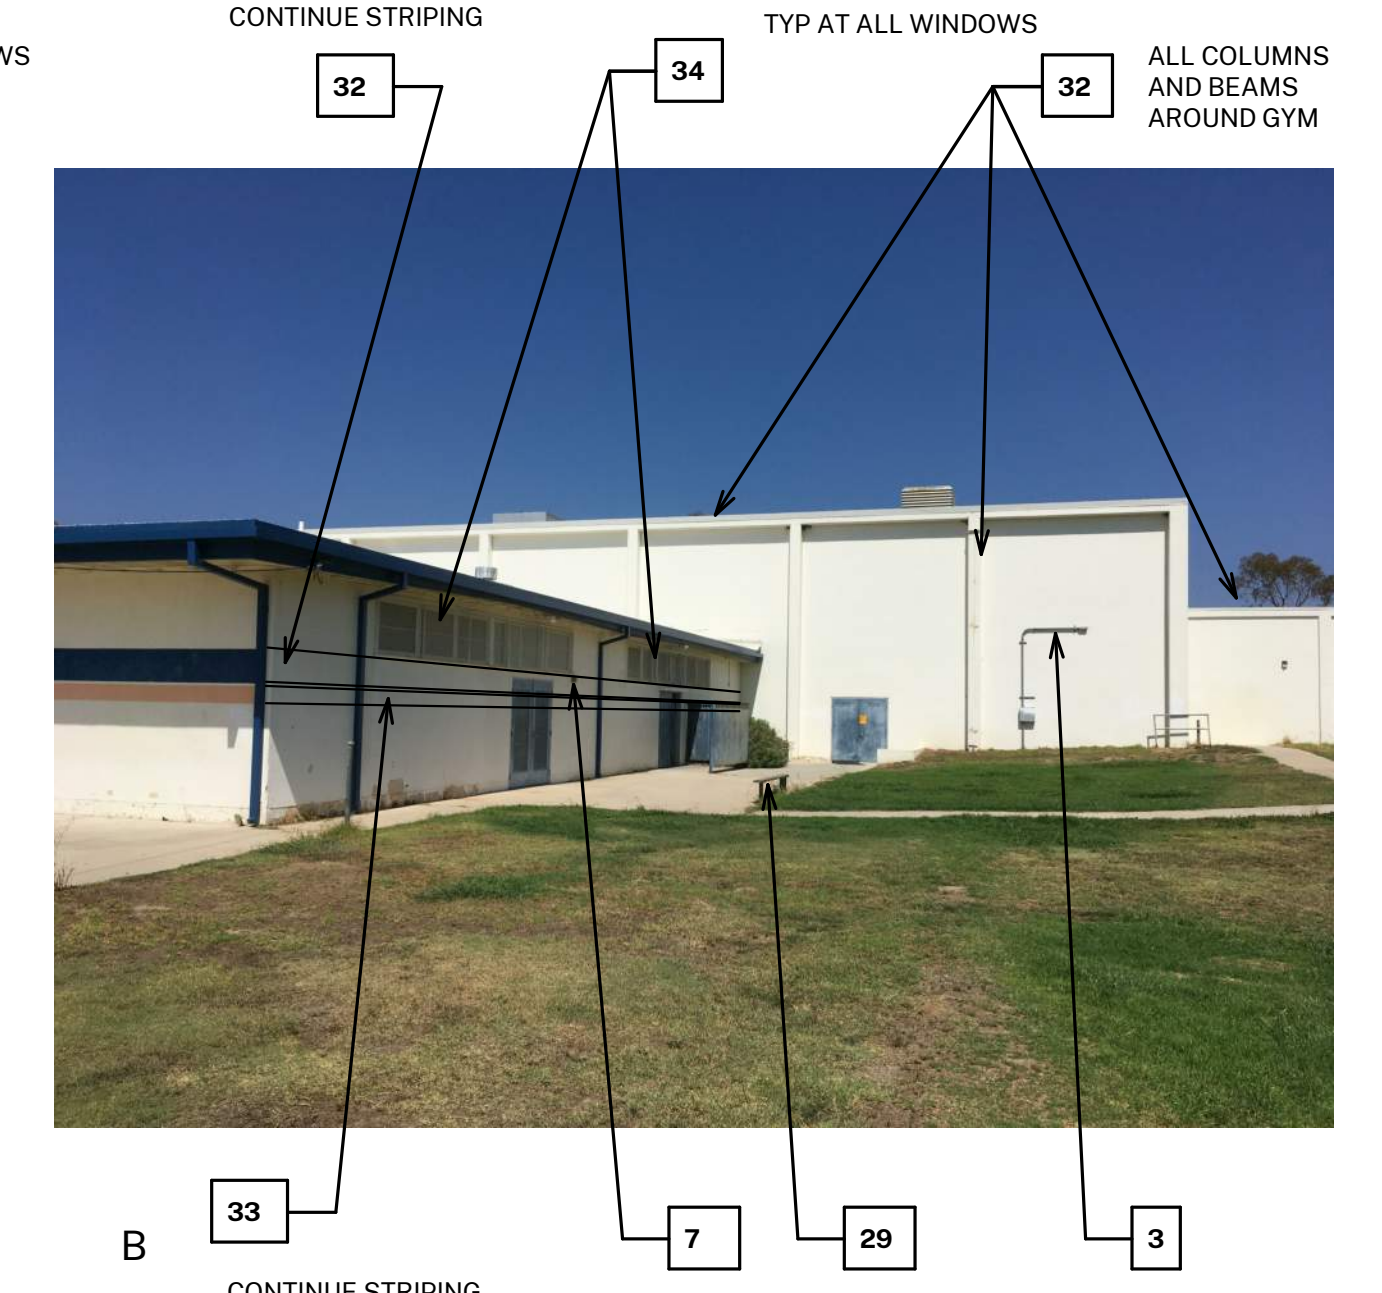 CONTINUE STRIPING
TYP AT ALL WINDOWS
32
34
32
ALL COLUMNS
AND BEAMS
AROUND GYM
33
7
29
3
B
CONTINUE STRIPING